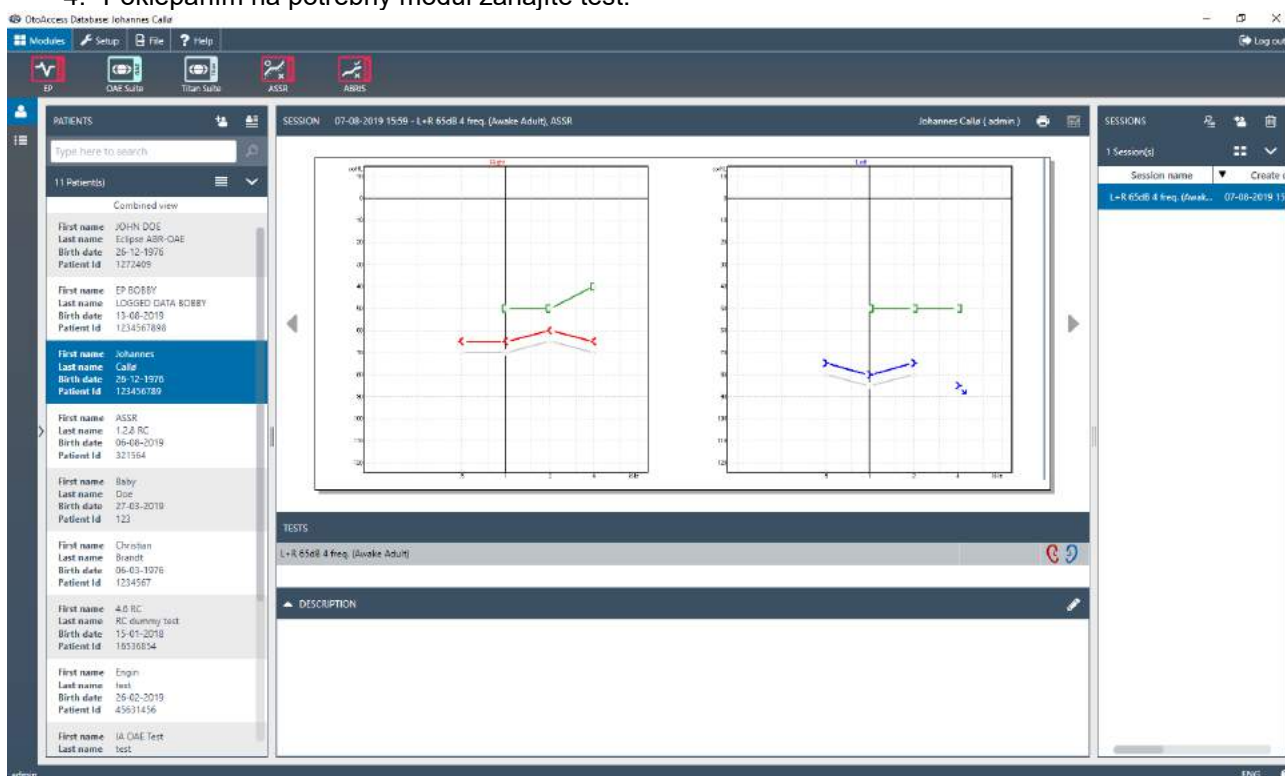 4. Poklepaním na potrebný modul zahájite test.
OtoAccess Database: Johannes Callø
Modules Setup File ? Help Log out
EP OAE Suite Titan Suite ASSR ABRIS
PATIENTS
Type here to search
11 Patient(s)
Combined view
First name JOHN DOE
Last name Eclipse ABR-OAE
Birth date 26-12-1976
Patient Id 1272409
First name EP BOBBY
Last name LOGGED DATA BOBBY
Birth date 13-08-2019
Patient Id 1234567898
First name Johannes
Last name Callø
Birth date 26-12-1976
Patient Id 123456789
First name ASSR
Last name 1.2.8 RC
Birth date 06-08-2019
Patient Id 321564
First name Baby
Last name Doe
Birth date 27-03-2019
Patient Id 123
First name Christian
Last name Brandt
Birth date 06-03-1976
Patient Id 1234567
First name 4.6 RC
Last name RC dummy test
Birth date 15-01-2018
Patient Id 16536854
First name Engin
Last name test
Birth date 26-02-2019
Patient Id 45631456
First name IA OAE Test
Last name test
SESSION 07-08-2019 15:59 - L+R 65dB 4 freq. (Awake Adult), ASSR Johannes Callø ( admin )
Right Left
TESTS
L+R 65dB 4 freq. (Awake Adult)
DESCRIPTION
SESSIONS
1 Session(s)
Session name Create
L+R 65dB 4 freq. (Awak... 07-08-2019 15
admin ENG